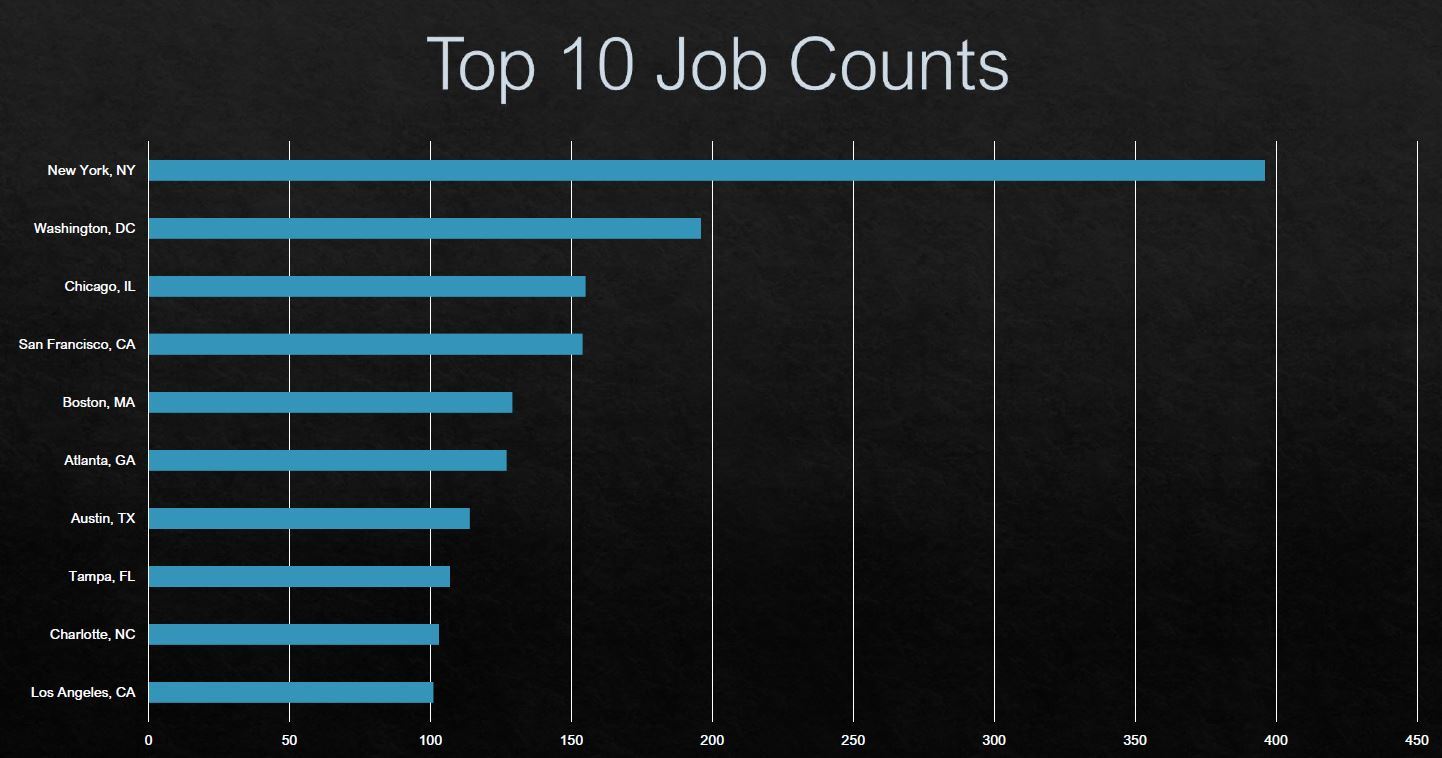 Top 10 Job Counts
New York, NY
Washington, DC
Chicago, IL
San Francisco, CA
Boston, MA
Atlanta, GA
Austin, TX
Tampa, FL
Charlotte, NC
Los Angeles, CA
0 50 100 150 200 250 300 350 400 450